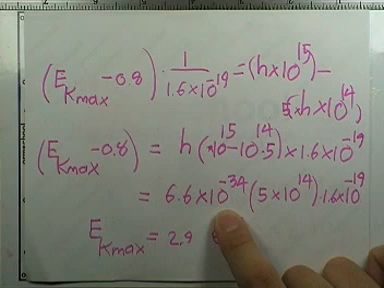 (E_Kmax - 0.8) · 1/(1.6×10^-19) = (h×10^15) -
5(×h×10^14)
(E_Kmax - 0.8) = h(×10^15 - 10^14·5)×1.6×10^-19
= 6.6×10^-34 (5×10^14)·1.6×10^-19
E_Kmax = 2.9